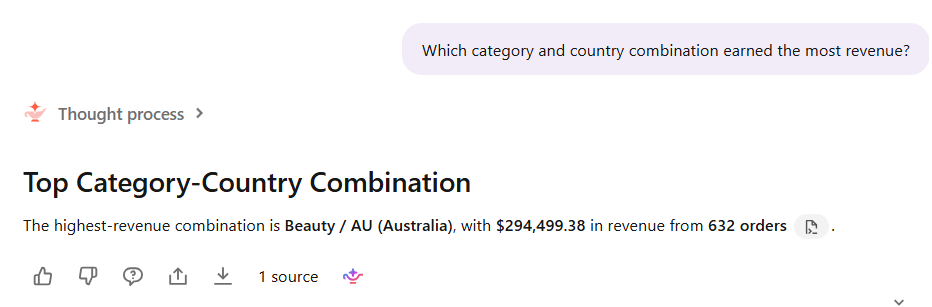 Which category and country combination earned the most revenue?
Thought process
Top Category-Country Combination
The highest-revenue combination is Beauty / AU (Australia), with $294,499.38 in revenue from 632 orders .
1 source